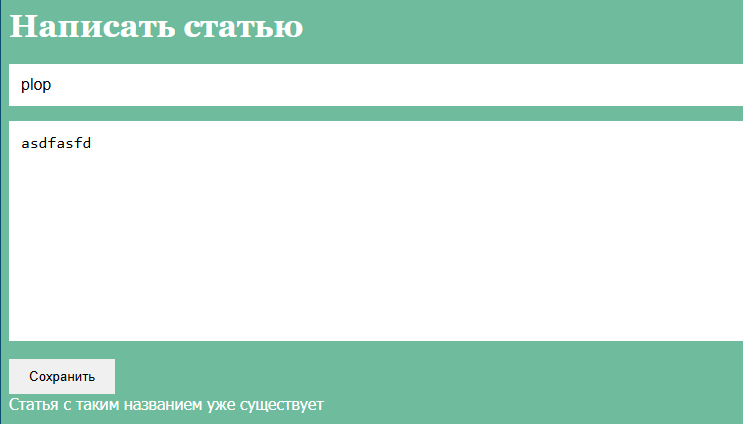 Написать статью
plop
asdfasfd
Сохранить
Статья с таким названием уже существует